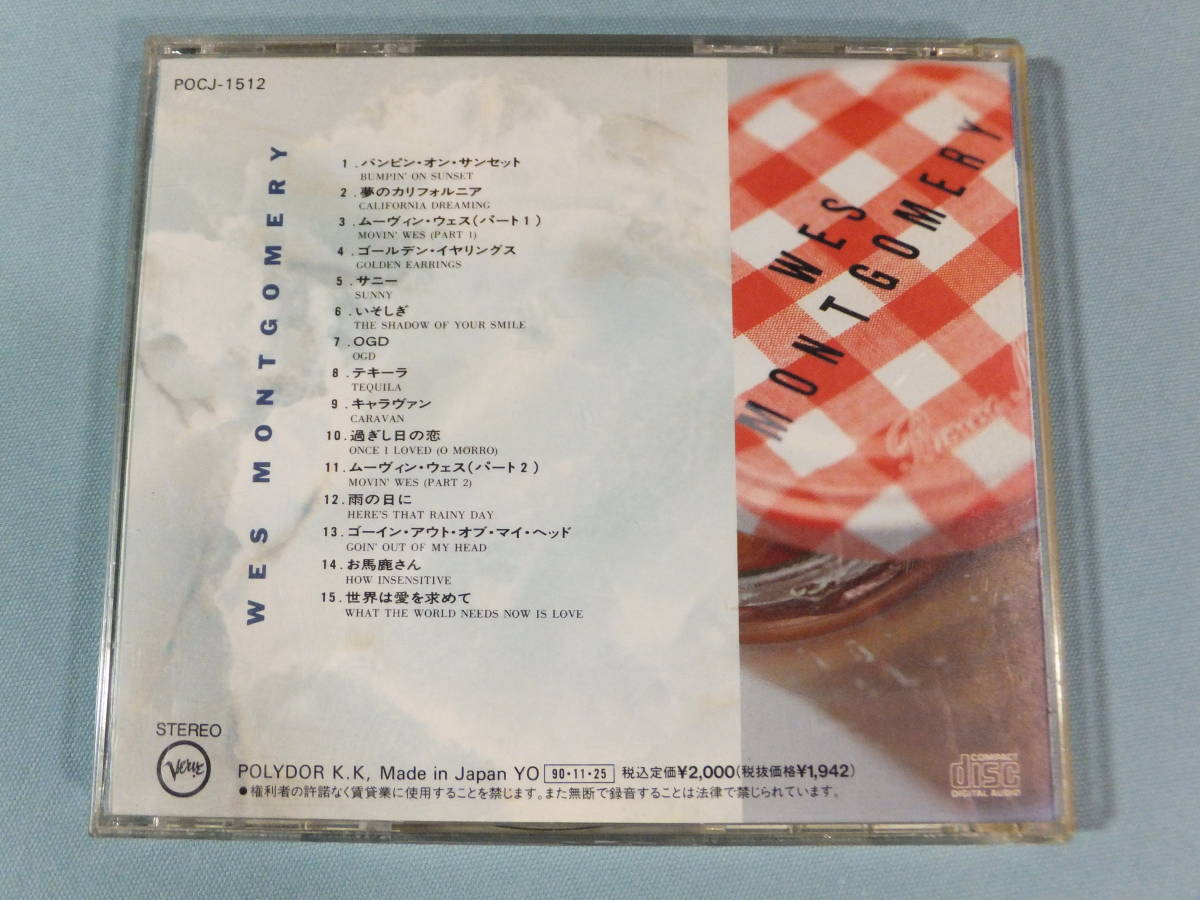 POCJ-1512
WES MONTGOMERY
1.バンピン・オン・サンセット
BUMPIN' ON SUNSET
2.夢のカリフォルニア
CALIFORNIA DREAMING
3.ムーヴィン・ウェス(パート1)
MOVIN' WES (PART 1)
4.ゴールデン・イヤリングス
GOLDEN EARRINGS
5.サニー
SUNNY
6.いそしぎ
THE SHADOW OF YOUR SMILE
7.OGD
OGD
8.テキーラ
TEQUILA
9.キャラヴァン
CARAVAN
10.過ぎし日の恋
ONCE I LOVED (O MORRO)
11.ムーヴィン・ウェス(パート2)
MOVIN' WES (PART 2)
12.雨の日に
HERE'S THAT RAINY DAY
13.ゴーイン・アウト・オブ・マイ・ヘッド
GOIN' OUT OF MY HEAD
14.お馬鹿さん
HOW INSENSITIVE
15.世界は愛を求めて
WHAT THE WORLD NEEDS NOW IS LOVE
WES
MONTGOMERY
STEREO
Verve
POLYDOR K.K, Made in Japan YO 90・11・25 税込定価¥2,000(税抜価格¥1,942)
●権利者の許諾なく賃貸業に使用することを禁じます。また無断で録音することは法律で禁じられています。
COMPACT
disc
DIGITAL AUDIO